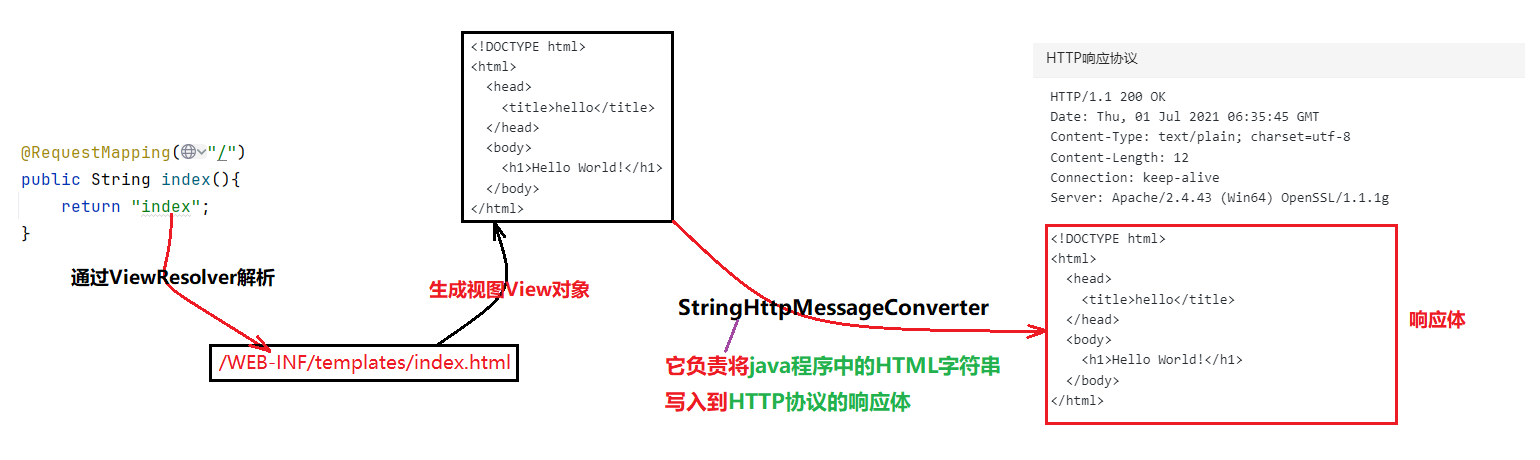 @RequestMapping("/")
public String index(){
    return "index";
}
通过ViewResolver解析
/WEB-INF/templates/index.html
生成视图View对象
<!DOCTYPE html>
<html>
  <head>
    <title>hello</title>
  </head>
  <body>
    <h1>Hello World!</h1>
  </body>
</html>
StringHttpMessageConverter
它负责将java程序中的HTML字符串
写入到HTTP协议的响应体
HTTP响应协议
HTTP/1.1 200 OK
Date: Thu, 01 Jul 2021 06:35:45 GMT
Content-Type: text/plain; charset=utf-8
Content-Length: 12
Connection: keep-alive
Server: Apache/2.4.43 (Win64) OpenSSL/1.1.1g
<!DOCTYPE html>
<html>
  <head>
    <title>hello</title>
  </head>
  <body>
    <h1>Hello World!</h1>
  </body>
</html>
响应体